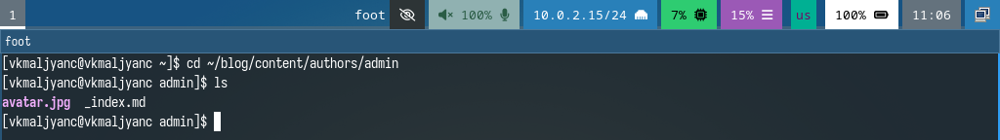 1 foot 100% 10.0.2.15/24 7% 15% us 100% 11:06
foot
[vkmaljyanc@vkmaljyanc ~]$ cd ~/blog/content/authors/admin
[vkmaljyanc@vkmaljyanc admin]$ ls
avatar.jpg  _index.md
[vkmaljyanc@vkmaljyanc admin]$